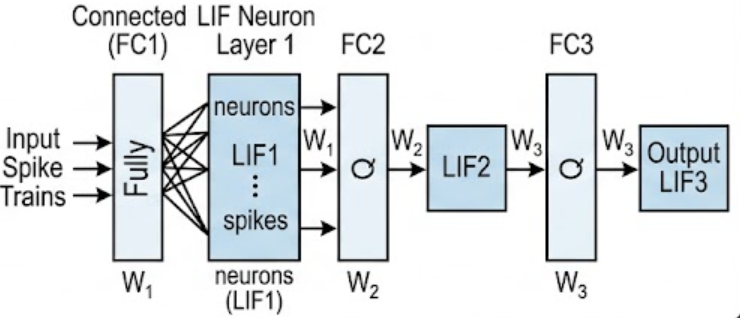 Connected
(FC1)
LIF Neuron
Layer 1
FC2
FC3
Input
Spike
Trains
Fully
neurons
LIF1
⋮
spikes
W₁
Q
W₂
LIF2
W₃
Q
W₃
Output
LIF3
W₁
neurons
(LIF1)
W₂
W₃